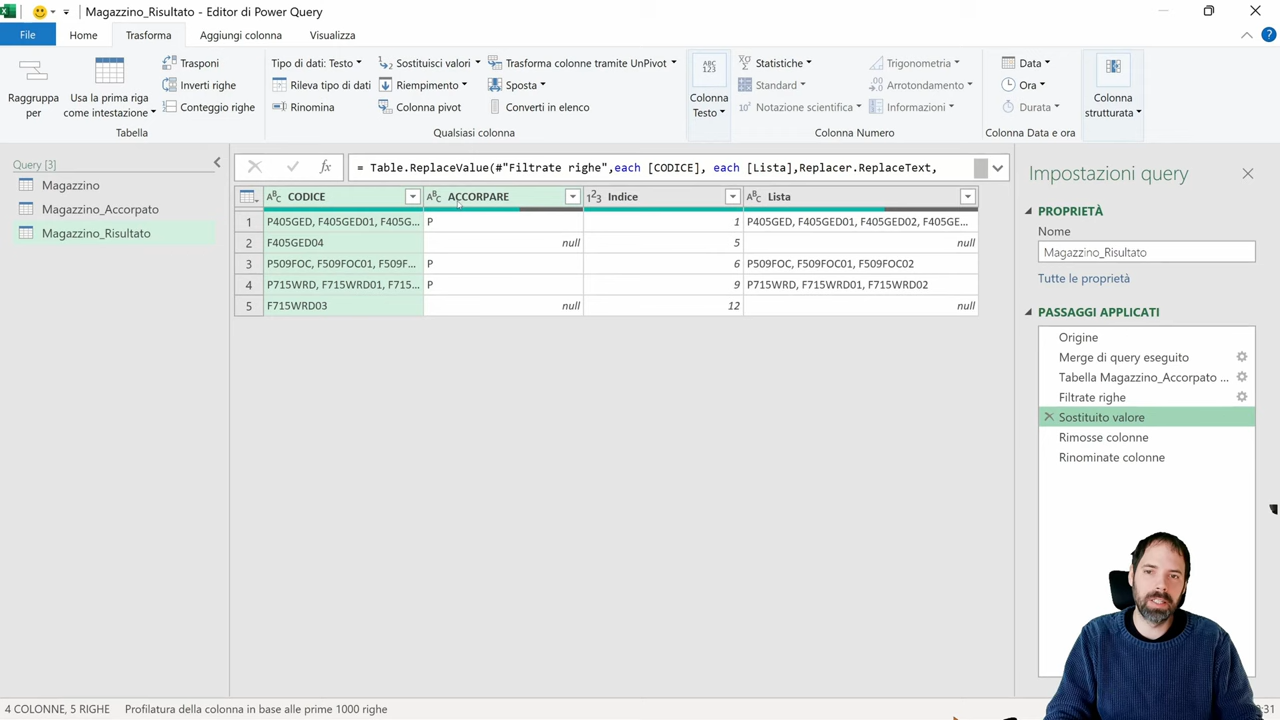 Magazzino_Risultato - Editor di Power Query
File Home Trasforma Aggiungi colonna Visualizza
Raggruppa per
Usa la prima riga come intestazione
Trasponi
Inverti righe
Conteggio righe
Tabella
Tipo di dati: Testo
Rileva tipo di dati
Rinomina
Sostituisci valori
Riempimento
Colonna pivot
Trasforma colonne tramite UnPivot
Sposta
Converti in elenco
Qualsiasi colonna
ABC
123
Colonna Testo
Statistiche
Standard
Notazione scientifica
Trigonometria
Arrotondamento
Informazioni
Colonna Numero
Data
Ora
Durata
Colonna Data e ora
Colonna strutturata
Query [3]
Magazzino
Magazzino_Accorpato
Magazzino_Risultato
fx = Table.ReplaceValue(#"Filtrate righe",each [CODICE], each [Lista],Replacer.ReplaceText,
CODICE ACCORPARE Indice Lista
1 P405GED, F405GED01, F405G... P 1 P405GED, F405GED01, F405GED02, F405GE...
2 F405GED04 null 5 null
3 P509FOC, F509FOC01, F509F... P 6 P509FOC, F509FOC01, F509FOC02
4 P715WRD, F715WRD01, F715... P 9 P715WRD, F715WRD01, F715WRD02
5 F715WRD03 null 12 null
Impostazioni query
PROPRIETÀ
Nome
Magazzino_Risultato
Tutte le proprietà
PASSAGGI APPLICATI
Origine
Merge di query eseguito
Tabella Magazzino_Accorpato ...
Filtrate righe
Sostituito valore
Rimosse colonne
Rinominate colonne
4 COLONNE, 5 RIGHE Profilatura della colonna in base alle prime 1000 righe